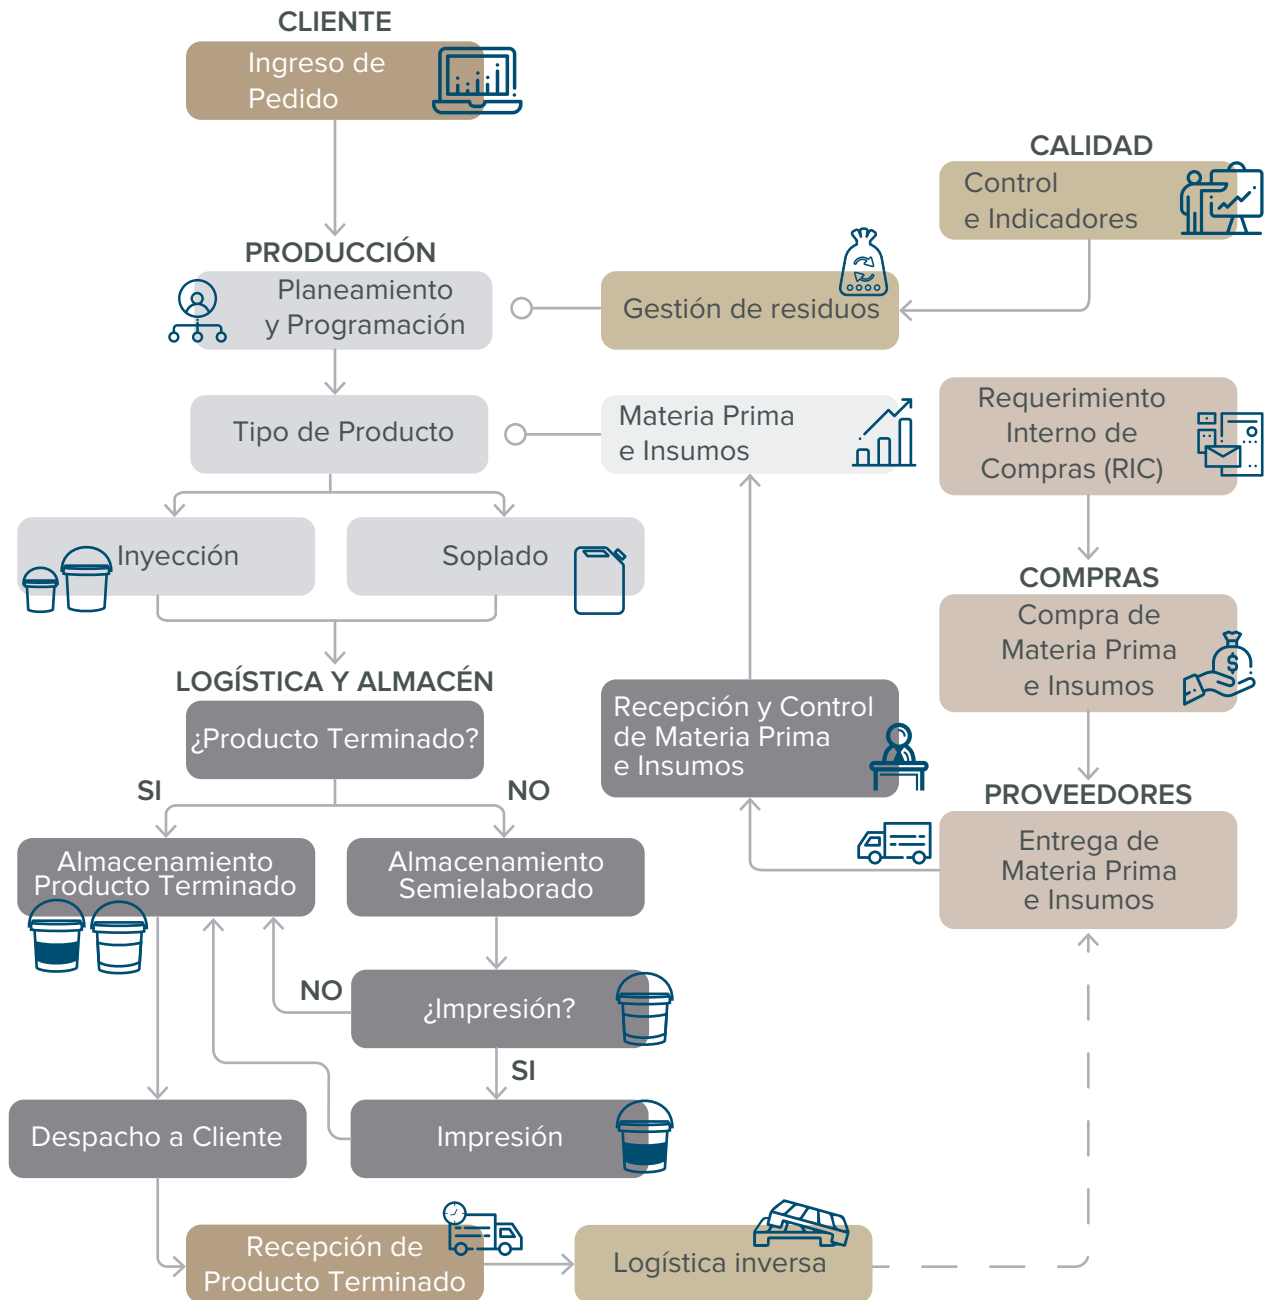 CLIENTE
Ingreso de
Pedido
CALIDAD
Control
e Indicadores
PRODUCCIÓN
Planeamiento
y Programación
Gestión de residuos
Tipo de Producto
Materia Prima
e Insumos
Requerimiento
Interno de
Compras (RIC)
Inyección
Soplado
COMPRAS
Compra de
Materia Prima
e Insumos
$
LOGÍSTICA Y ALMACÉN
¿Producto Terminado?
Recepción y Control
de Materia Prima
e Insumos
SI
NO
PROVEEDORES
Entrega de
Materia Prima
e Insumos
Almacenamiento
Producto Terminado
Almacenamiento
Semielaborado
NO
¿Impresión?
SI
Despacho a Cliente
Impresión
Recepción de
Producto Terminado
Logística inversa